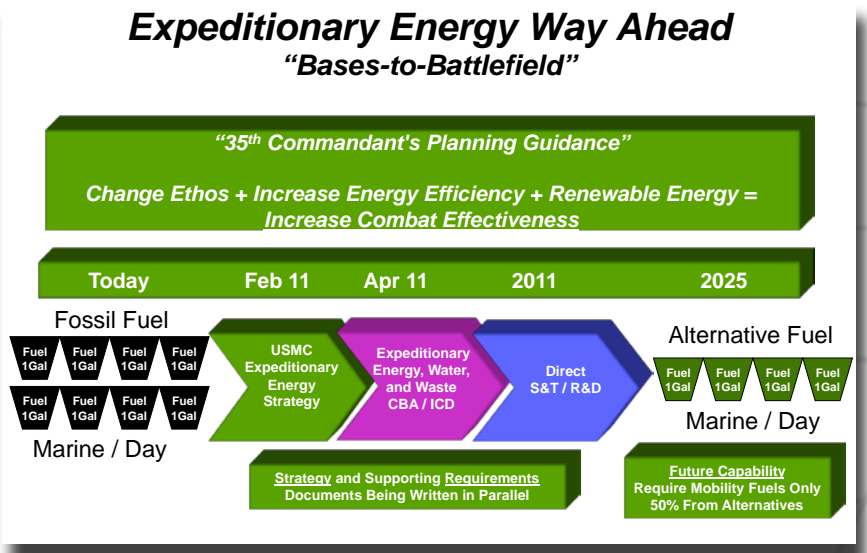 Expeditionary Energy Way Ahead
“Bases-to-Battlefield”
“35th Commandant's Planning Guidance”
Change Ethos + Increase Energy Efficiency + Renewable Energy =
Increase Combat Effectiveness
Today Feb 11 Apr 11 2011 2025
Fossil Fuel
Fuel Fuel Fuel Fuel
1Gal 1Gal 1Gal 1Gal
Fuel Fuel Fuel Fuel
1Gal 1Gal 1Gal 1Gal
Marine / Day
USMC
Expeditionary
Energy
Strategy
Expeditionary
Energy, Water,
and Waste
CBA / ICD
Direct
S&T / R&D
Alternative Fuel
Fuel Fuel Fuel Fuel
1Gal 1Gal 1Gal 1Gal
Marine / Day
Strategy and Supporting Requirements
Documents Being Written in Parallel
Future Capability
Require Mobility Fuels Only
50% From Alternatives